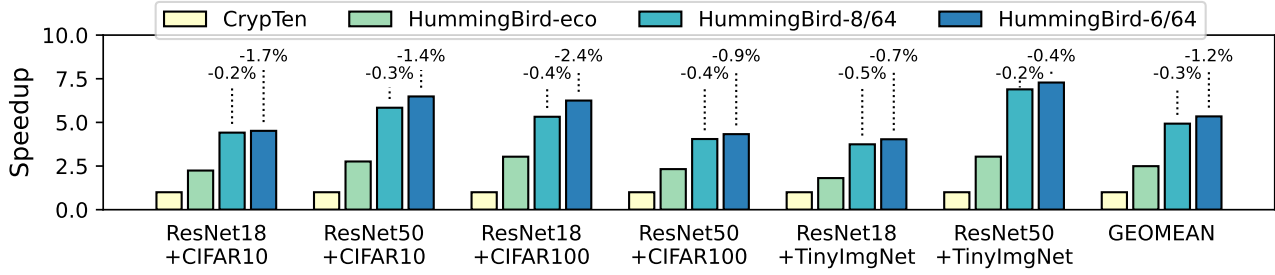 CrypTen HummingBird-eco HummingBird-8/64 HummingBird-6/64
Speedup
10.0
7.5
5.0
2.5
0.0
-1.7% -1.4% -2.4% -0.9% -0.7% -0.4% -1.2%
-0.2% -0.3% -0.4% -0.4% -0.5% -0.2% -0.3%
ResNet18 ResNet50 ResNet18 ResNet50 ResNet18 ResNet50 GEOMEAN
+CIFAR10 +CIFAR10 +CIFAR100 +CIFAR100 +TinyImgNet +TinyImgNet